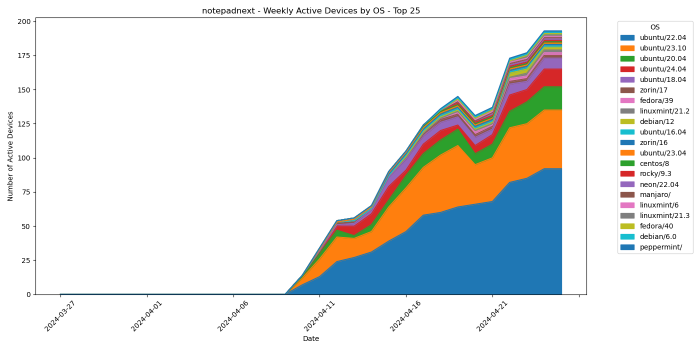 notepadnext - Weekly Active Devices by OS - Top 25
Number of Active Devices
200
175
150
125
100
75
50
25
0
2024-03-27
2024-04-01
2024-04-06
2024-04-11
2024-04-16
2024-04-21
Date
OS
ubuntu/22.04
ubuntu/23.10
ubuntu/20.04
ubuntu/24.04
ubuntu/18.04
zorin/17
fedora/39
linuxmint/21.2
debian/12
ubuntu/16.04
zorin/16
ubuntu/23.04
centos/8
rocky/9.3
neon/22.04
manjaro/
linuxmint/6
linuxmint/21.3
fedora/40
debian/6.0
peppermint/